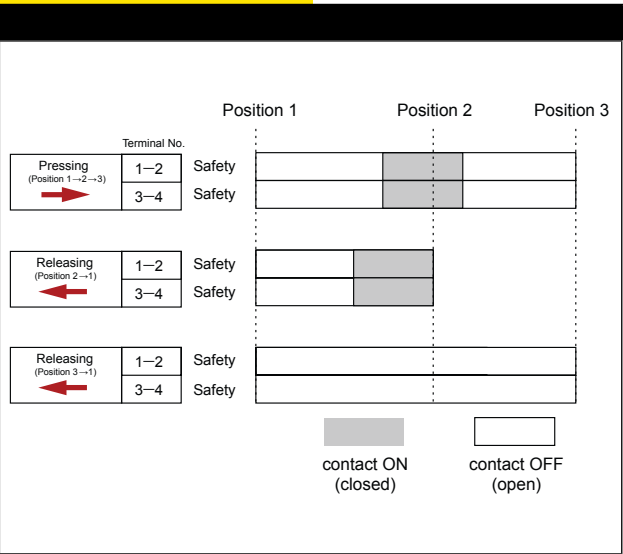 Position 1 Position 2 Position 3
Terminal No.
Pressing
(Position 1→2→3)
1—2 Safety
3—4 Safety
Releasing
(Position 2→1)
1—2 Safety
3—4 Safety
Releasing
(Position 3→1)
1—2 Safety
3—4 Safety
contact ON
(closed)
contact OFF
(open)